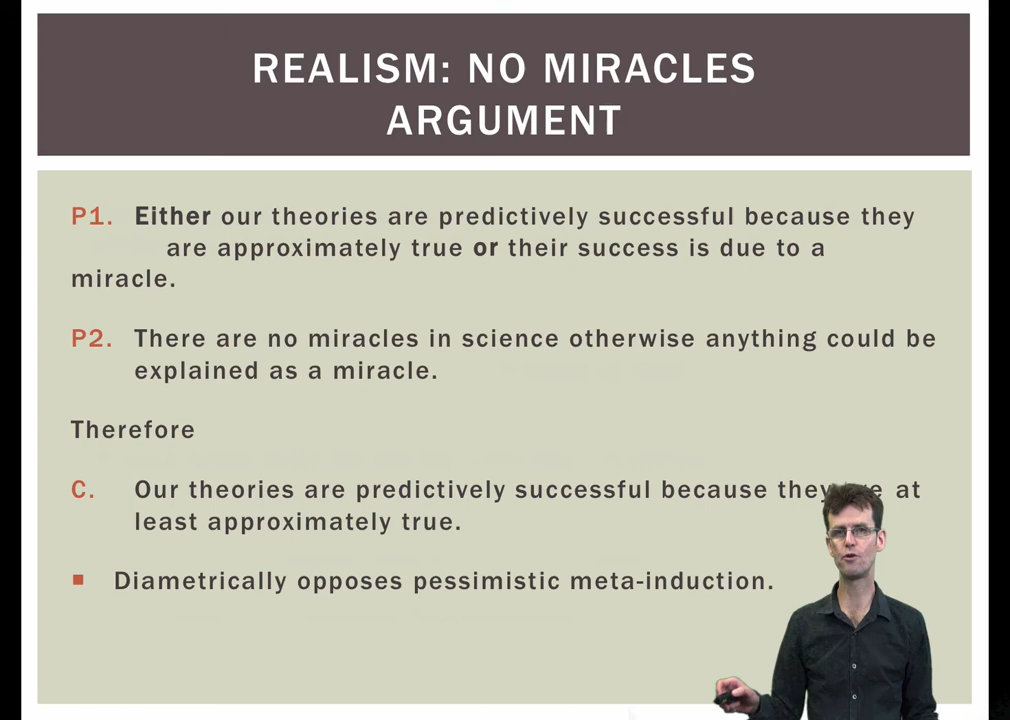 REALISM: NO MIRACLES
ARGUMENT
P1. Either our theories are predictively successful because they
are approximately true or their success is due to a
miracle.
P2. There are no miracles in science otherwise anything could be
explained as a miracle.
Therefore
C. Our theories are predictively successful because they at
least approximately true.
▪ Diametrically opposes pessimistic meta-induction.